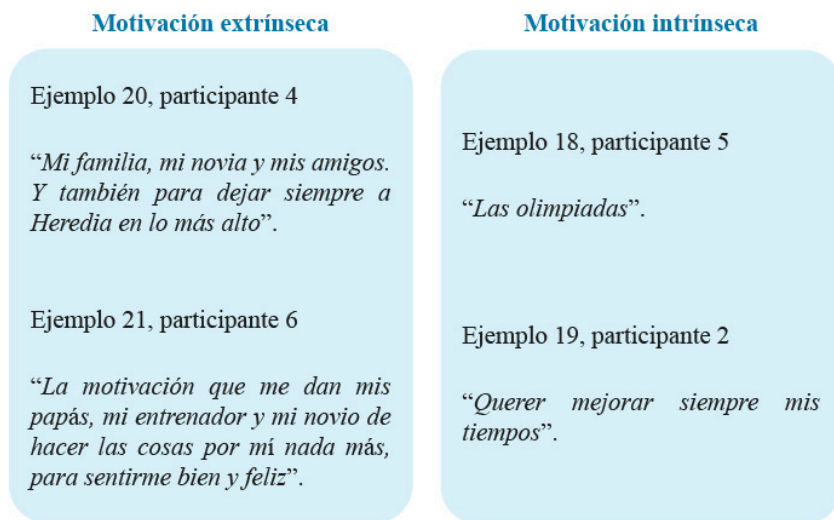 Motivación extrínseca
Ejemplo 20, participante 4
“Mi familia, mi novia y mis amigos.
Y también para dejar siempre a
Heredia en lo más alto”.
Ejemplo 21, participante 6
“La motivación que me dan mis
papás, mi entrenador y mi novio de
hacer las cosas por mí nada más,
para sentirme bien y feliz”.
Motivación intrínseca
Ejemplo 18, participante 5
“Las olimpiadas”.
Ejemplo 19, participante 2
“Querer mejorar siempre mis
tiempos”.